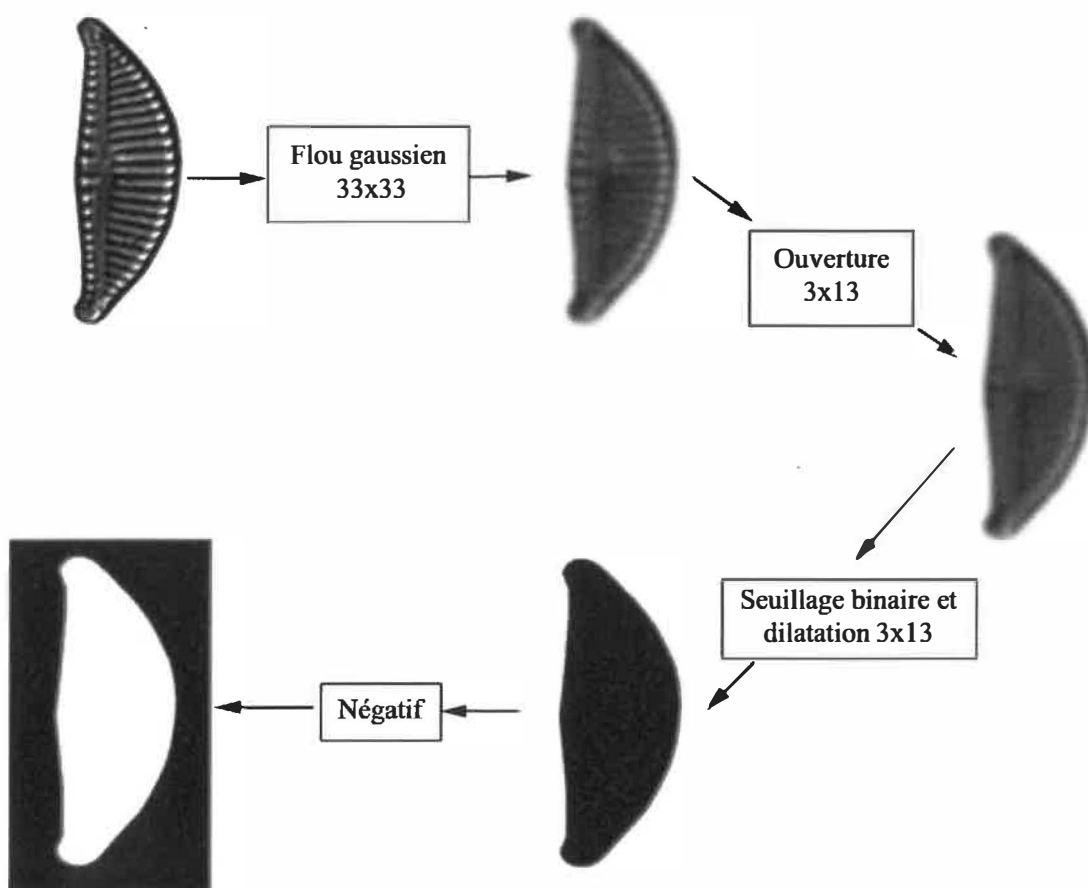 Flou gaussien
33x33
Ouverture
3x13
Seuillage binaire et
dilatation 3x13
Négatif